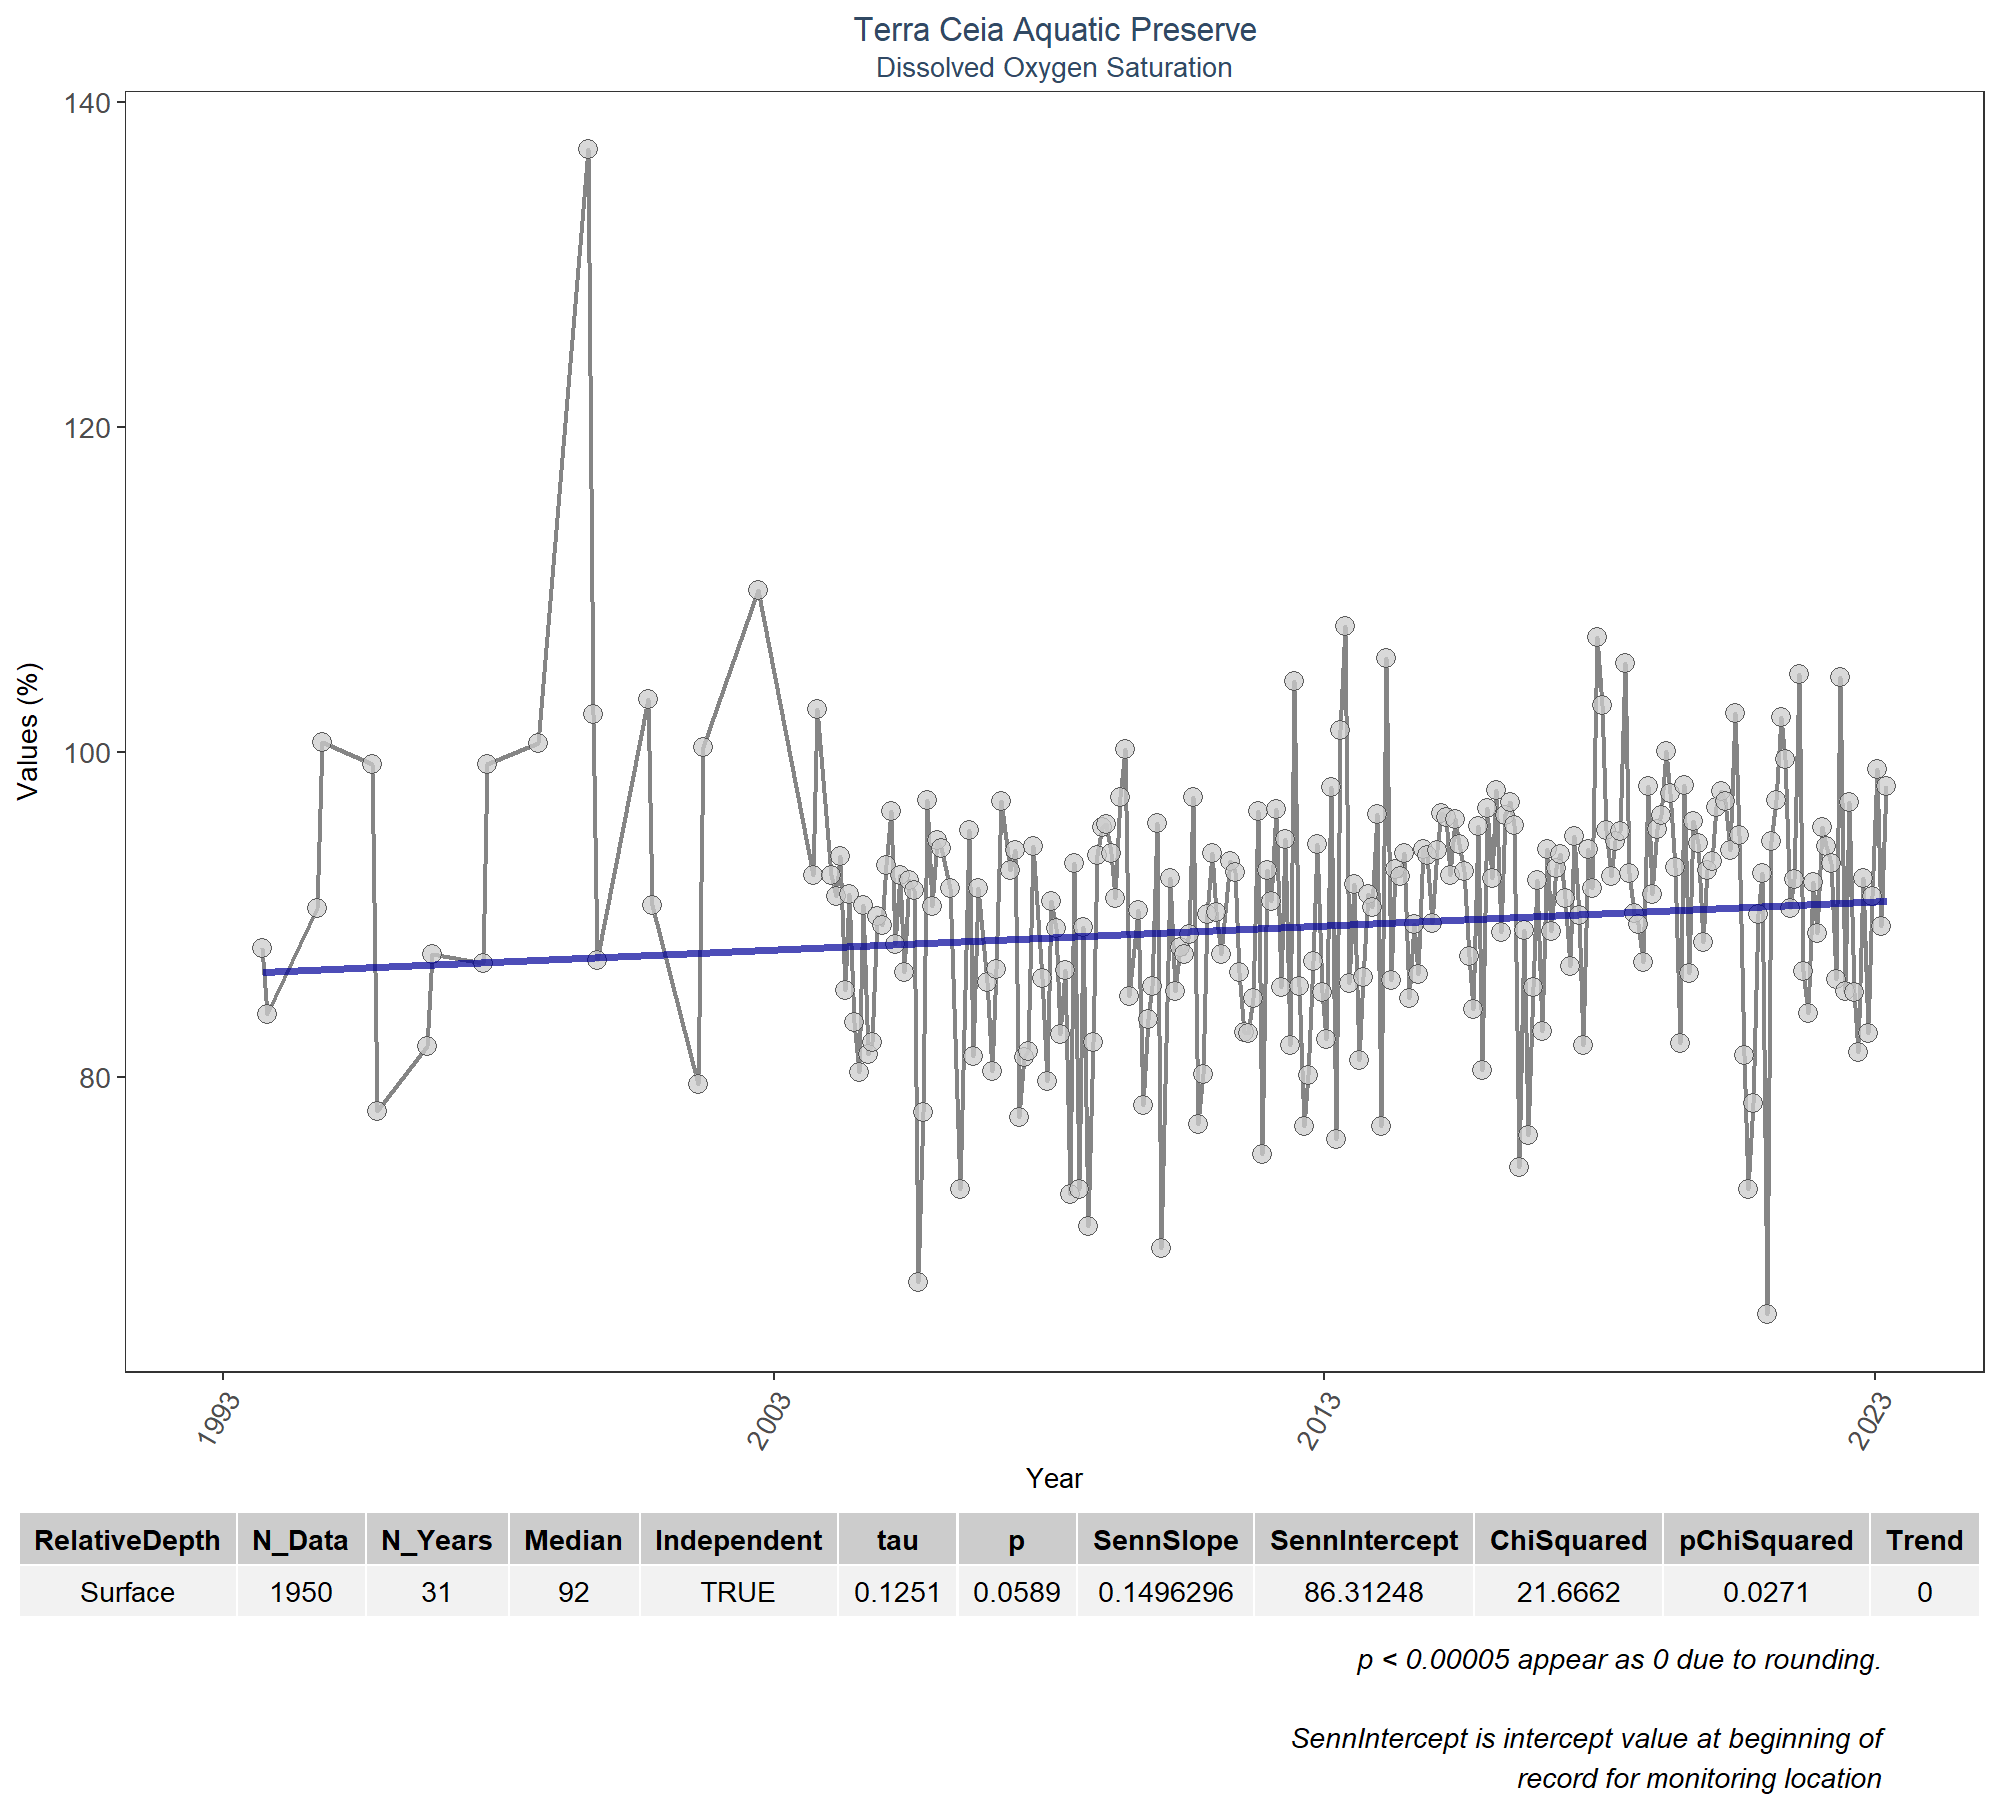 Terra Ceia Aquatic Preserve
Dissolved Oxygen Saturation
140
120
100
80
Values (%)
1993
2003
2013
2023
Year
RelativeDepth N_Data N_Years Median Independent tau p SennSlope SennIntercept ChiSquared pChiSquared Trend
Surface 1950 31 92 TRUE 0.1251 0.0589 0.1496296 86.31248 21.6662 0.0271 0
p < 0.00005 appear as 0 due to rounding.
SennIntercept is intercept value at beginning of
record for monitoring location